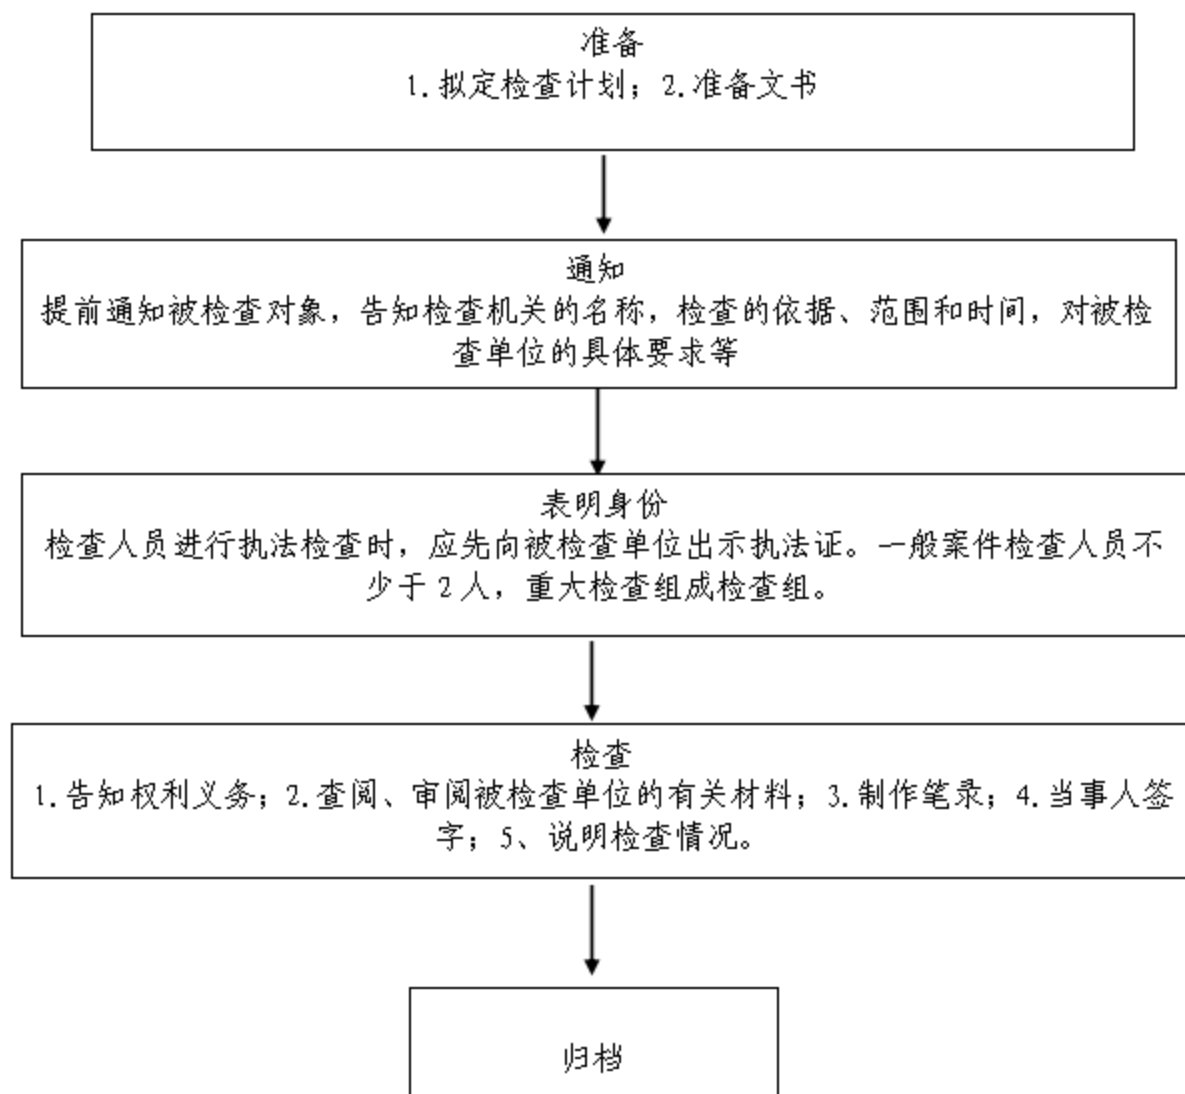 准备
1.拟定检查计划；2.准备文书
通知
提前通知被检查对象，告知检查机关的名称，检查的依据、范围和时间，对被检
查单位的具体要求等
表明身份
检查人员进行执法检查时，应先向被检查单位出示执法证。一般案件检查人员不
少于2人，重大检查组成检查组。
检查
1.告知权利义务；2.查阅、审阅被检查单位的有关材料；3.制作笔录；4.当事人签
字；5、说明检查情况。
归档